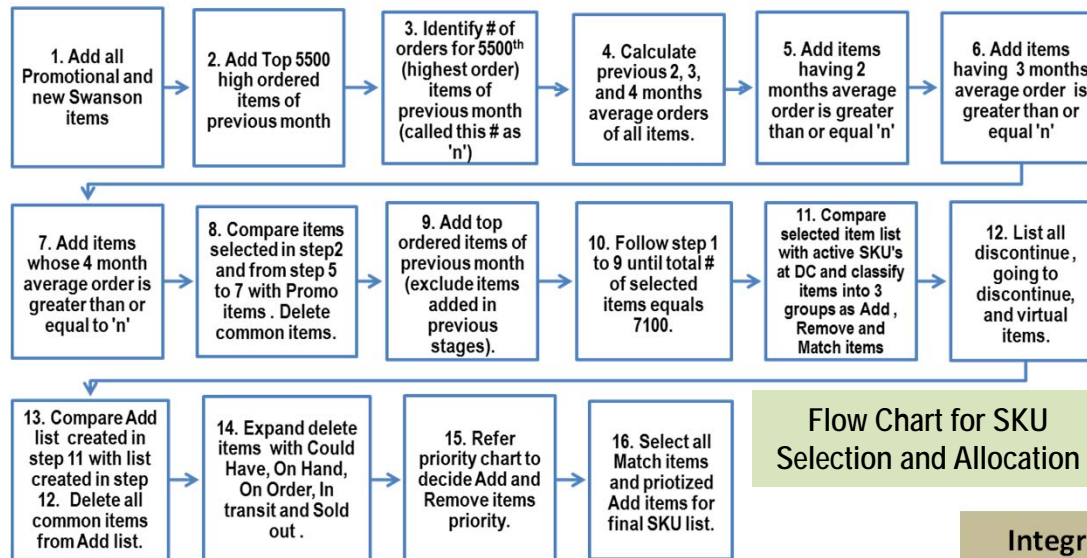 1. Add all
Promotional and
new Swanson
items
2. Add Top 5500
high ordered
items of
previous month
3. Identify # of
orders for 5500th
(highest order)
items of
previous month
(called this # as
'n')
4. Calculate
previous 2, 3,
and 4 months
average orders
of all items.
5. Add items
having 2
months average
order is greater
than or equal 'n'
6. Add items
having 3 months
average order is
greater than or
equal 'n'
7. Add items
whose 4 month
average order is
greater than or
equal to 'n'
8. Compare items
selected in step2
and from step 5
to 7 with Promo
items . Delete
common items.
9. Add top
ordered items of
previous month
(exclude items
added in
previous
stages).
10. Follow step 1
to 9 until total #
of selected
items equals
7100.
11. Compare
selected item list
with active SKU's
at DC and classify
items into 3
groups as Add ,
Remove and
Match items
12. List all
discontinue ,
going to
discontinue,
and virtual
items.
13. Compare Add
list created in
step 11 with list
created in step
12. Delete all
common items
from Add list.
14. Expand delete
items with Could
Have, On Hand,
On Order, In
transit and Sold
out .
15. Refer
priority chart to
decide Add and
Remove items
priority.
16. Select all
Match items
and priotized
Add items for
final SKU list.
Flow Chart for SKU
Selection and Allocation
Integr